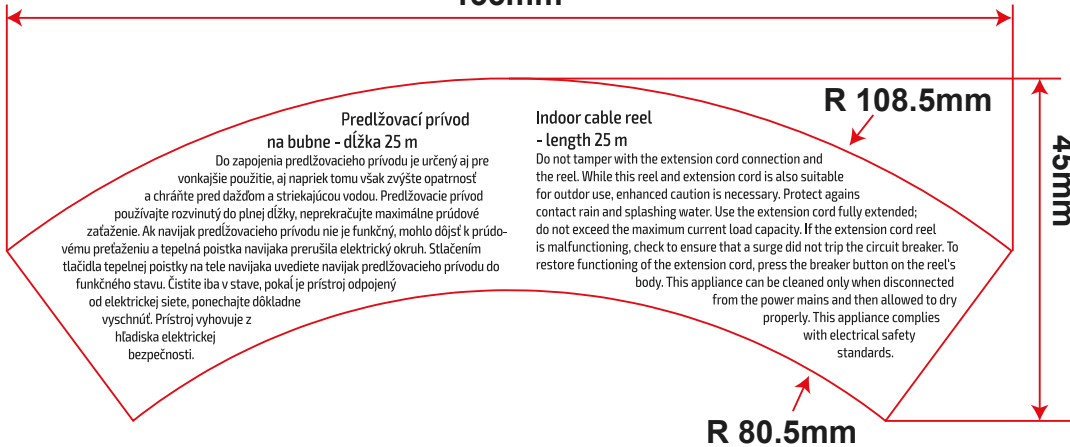 R 108.5mm
45mm
Predlžovací prívod
na bubne - dĺžka 25 m
Do zapojenia predlžovacieho prívodu je určený aj pre
vonkajšie použitie, aj napriek tomu však zvýšte opatrnosť
a chráňte pred dažďom a striekajúcou vodou. Predlžovacie prívod
používajte rozvinutý do plnej dĺžky, neprekračujte maximálne prúdové
zaťaženie. Ak navijak predĺžovacieho prívodu nie je funkčný, mohlo dôjsť k prúdo-
vému preťaženiu a tepelná poistka navijaka prerušila elektrický okruh. Stlačením
tlačidla tepelnej poistky na tele navijaka uvediete navijak predlžovacieho prívodu do
funkčného stavu. Čistite iba v stave, pokaľ je prístroj odpojený
od elektrickej siete, ponechajte dôkladne
vyschnúť. Prístroj vyhovuje z
hľadiska elektrickej
bezpečnosti.
Indoor cable reel
- length 25 m
Do not tamper with the extension cord connection and
the reel. While this reel and extension cord is also suitable
for outdor use, enhanced caution is necessary. Protect agains
contact rain and splashing water. Use the extension cord fully extended;
do not exceed the maximum current load capacity. If the extension cord reel
is malfunctioning, check to ensure that a surge did not trip the circuit breaker. To
restore functioning of the extension cord, press the breaker button on the reel's
body. This appliance can be cleaned only when disconnected
from the power mains and then allowed to dry
properly. This appliance complies
with electrical safety
standards.
R 80.5mm